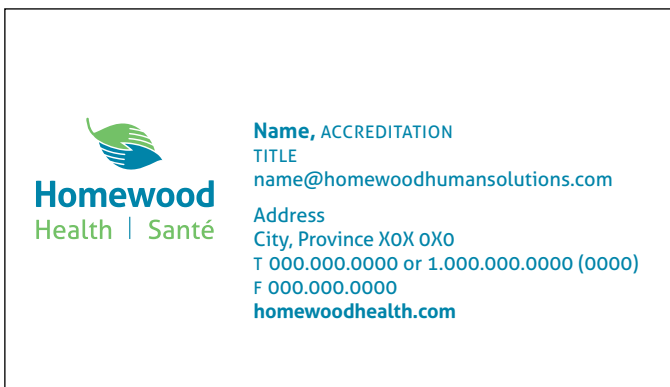 Homewood
Health | Santé
Name, ACCREDITATION
TITLE
name@homewoodhumansolutions.com
Address
City, Province X0X 0X0
T 000.000.0000 or 1.000.000.0000 (0000)
F 000.000.0000
homewoodhealth.com